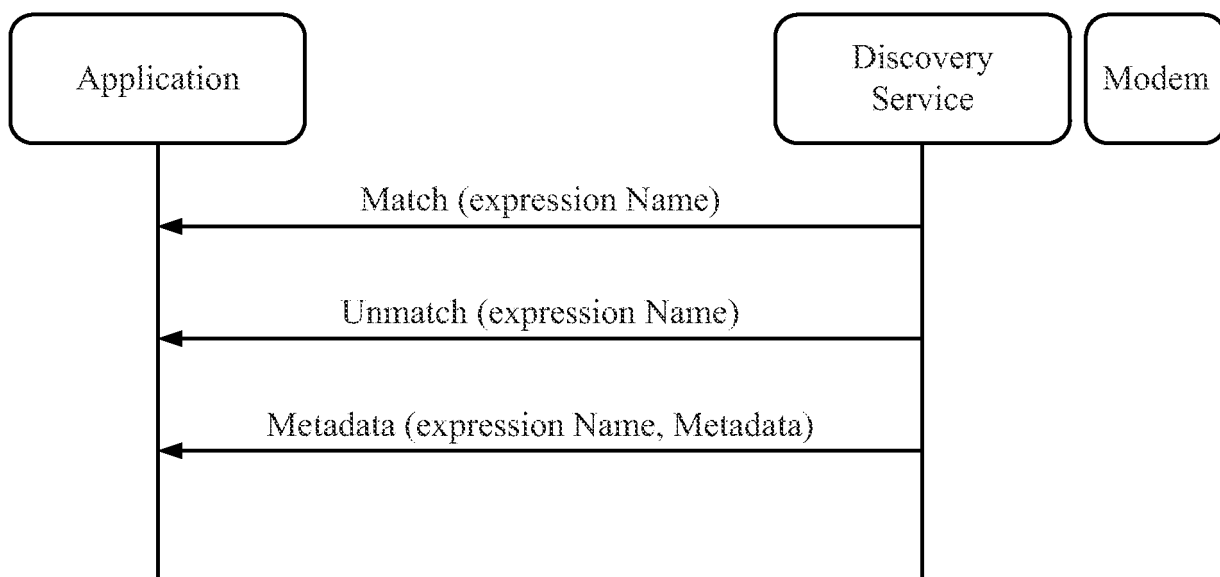 Application
Discovery
Service
Modem
Match (expression Name)
Unmatch (expression Name)
Metadata (expression Name, Metadata)